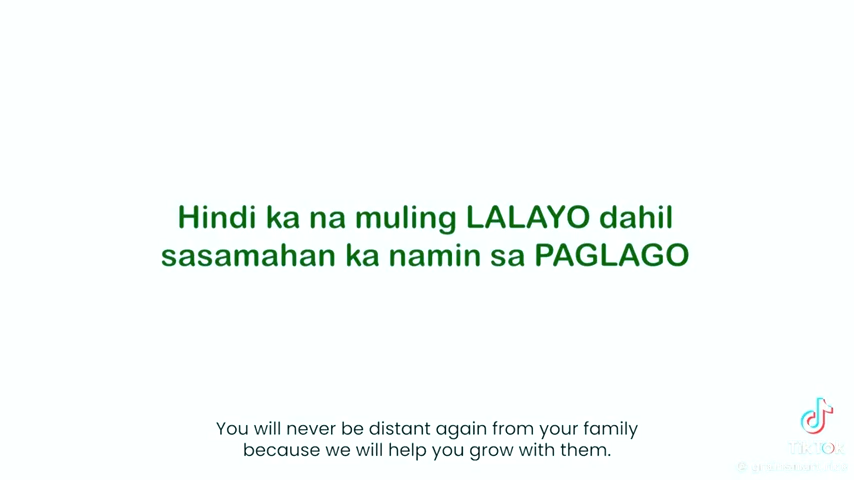 Hindi ka na muling LALAYO dahil
sasamahan ka namin sa PAGLAGO
You will never be distant again from your family
because we will help you grow with them.
TikTok